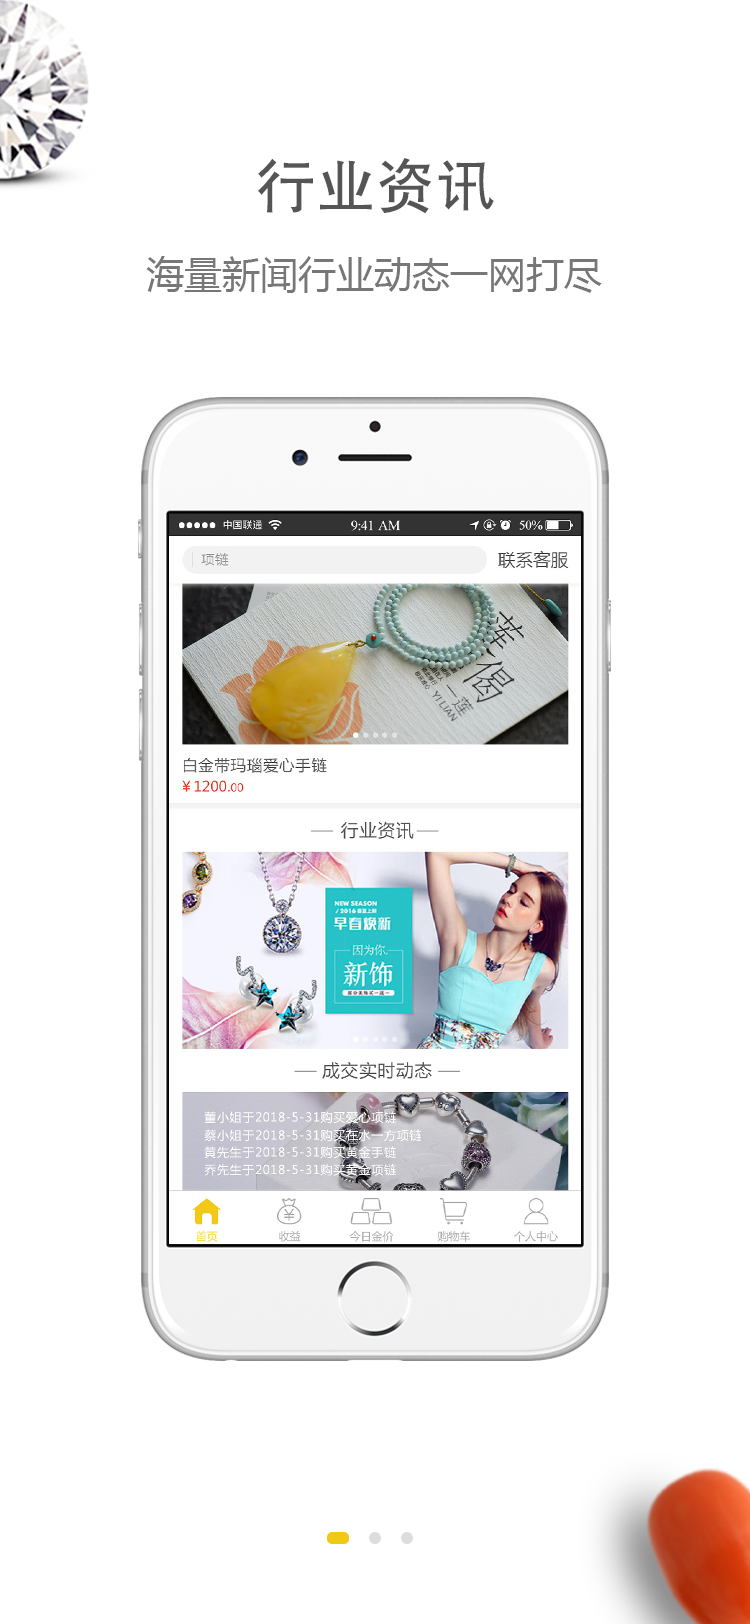 行业资讯
海量新闻行业动态一网打尽
中国联通
9:41 AM
50%
项链
联系客服
莲偈
一莲
YI LIAN
白金带玛瑙爱心手链
¥1200.00
行业资讯
NEW SEASON
早春焕新
因为你
新饰
成交实时动态
董小姐于2018-5-31购买爱心项链
蔡小姐于2018-5-31购买在水一方项链
黄先生于2018-5-31购买黄金手链
乔先生于2018-5-31购买黄金项链
首页
收益
今日金价
购物车
个人中心